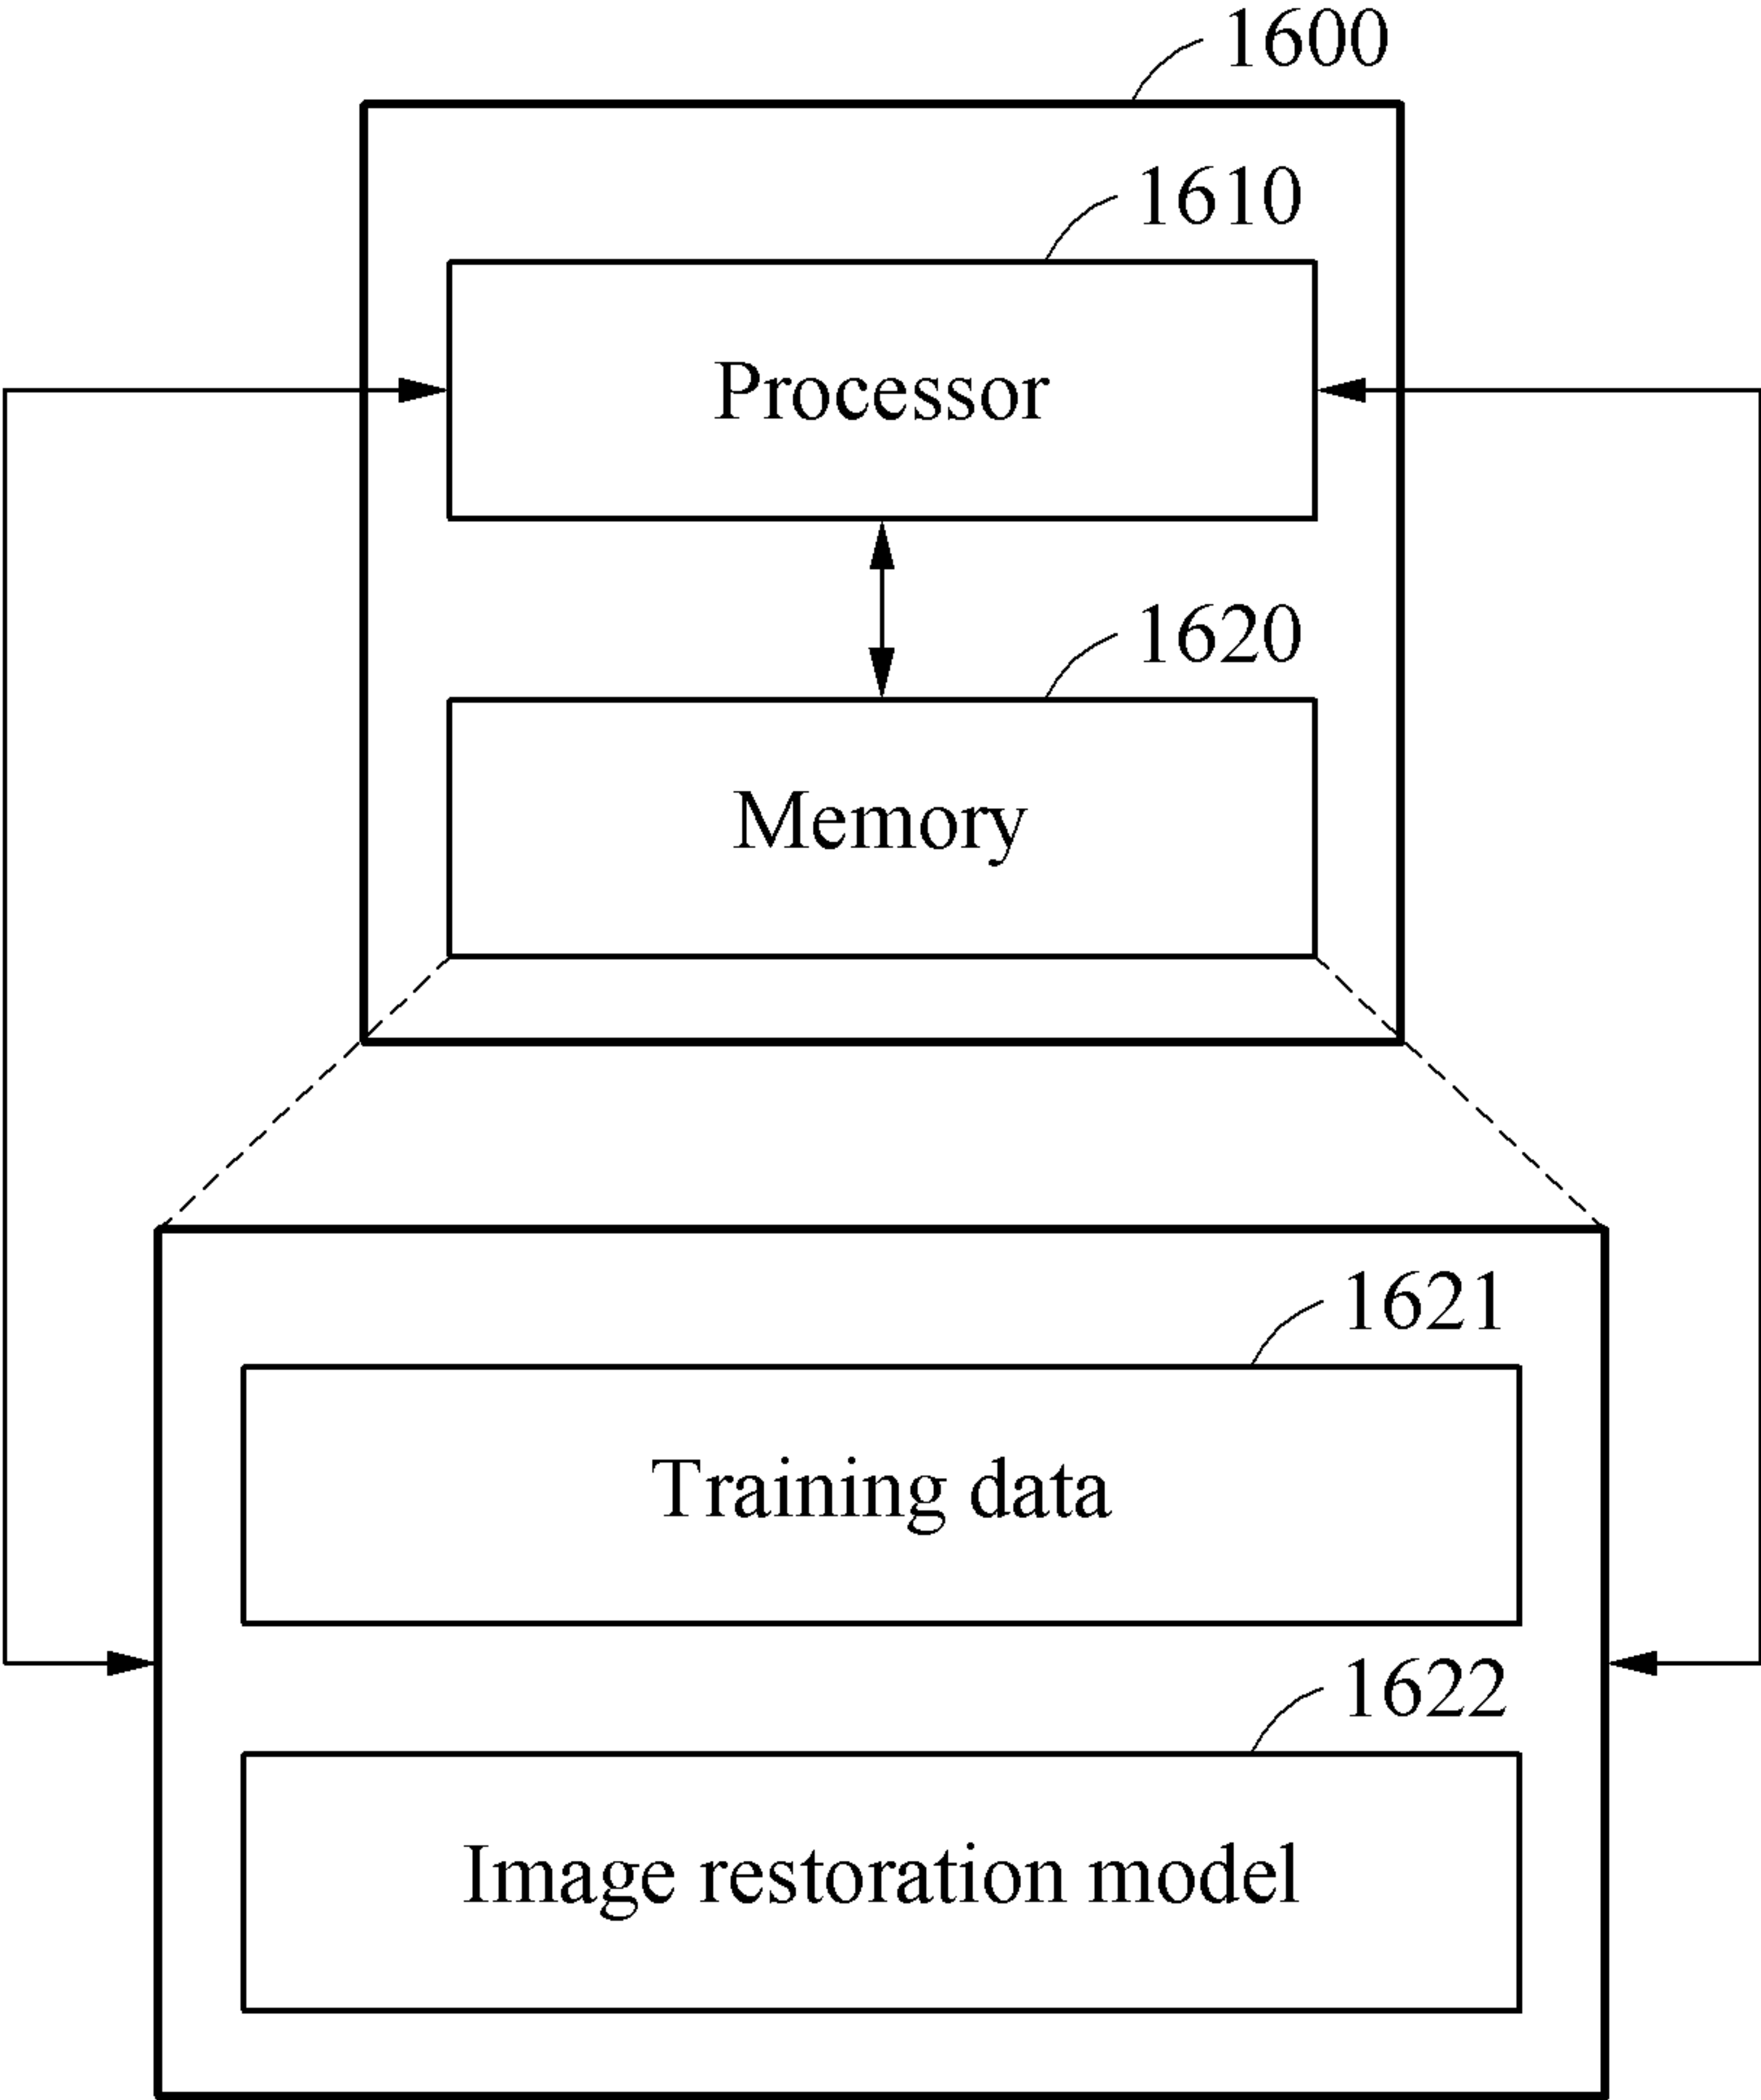 1600
1610
Processor
1620
Memory
1621
Training data
1622
Image restoration model